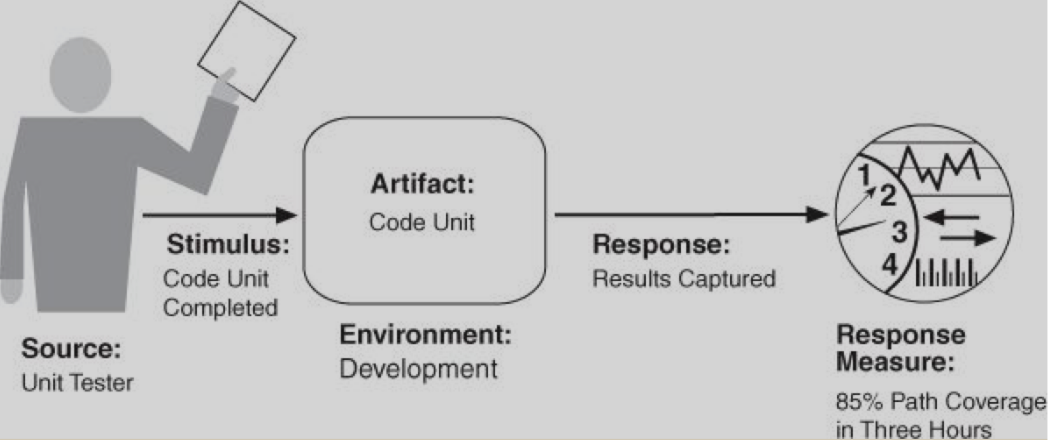 Source:
Unit Tester
Stimulus:
Code Unit
Completed
Artifact:
Code Unit
Environment:
Development
Response:
Results Captured
1
2
3
4
Response
Measure:
85% Path Coverage
in Three Hours